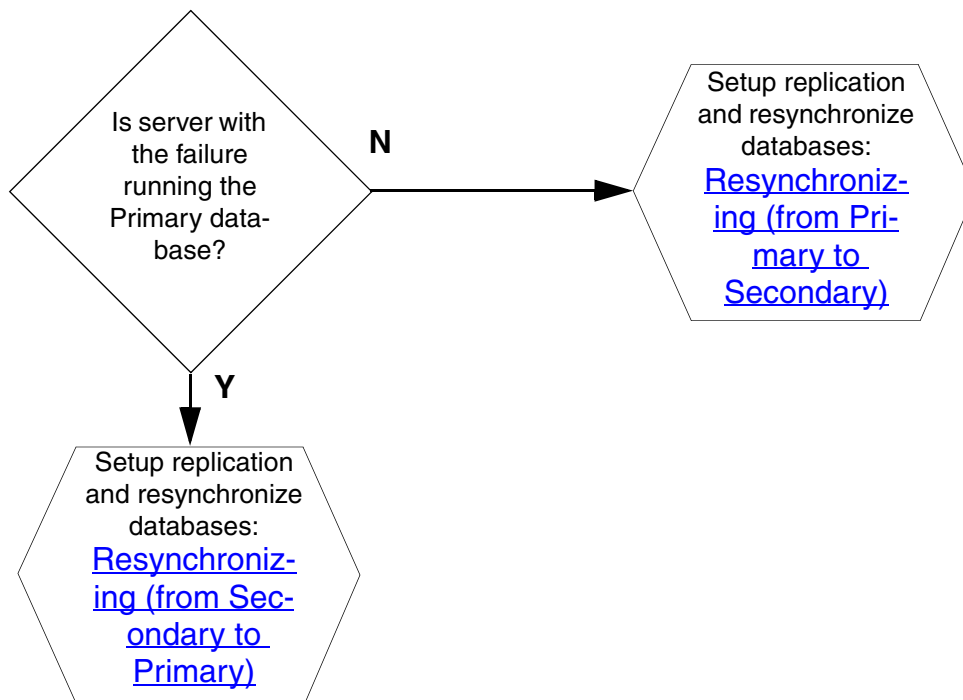 Is server with
the failure
running the
Primary data-
base?
N
Setup replication
and resynchronize
databases:
Resynchroniz-
ing (from Pri-
mary to
Secondary)
Y
Setup replication
and resynchronize
databases:
Resynchroniz-
ing (from Sec-
ondary to
Primary)